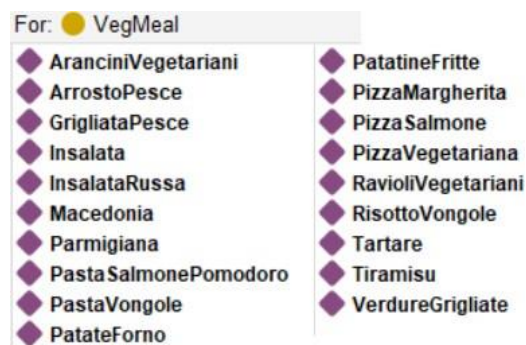 For: VegMeal
AranciniVegetariani
ArrostoPesce
GrigliataPesce
Insalata
InsalataRussa
Macedonia
Parmigiana
PastaSalmonePomodoro
PastaVongole
PatateForno
PatatineFritte
PizzaMargherita
PizzaSalmone
PizzaVegetariana
RavioliVegetariani
RisottoVongole
Tartare
Tiramisu
VerdureGrigliate